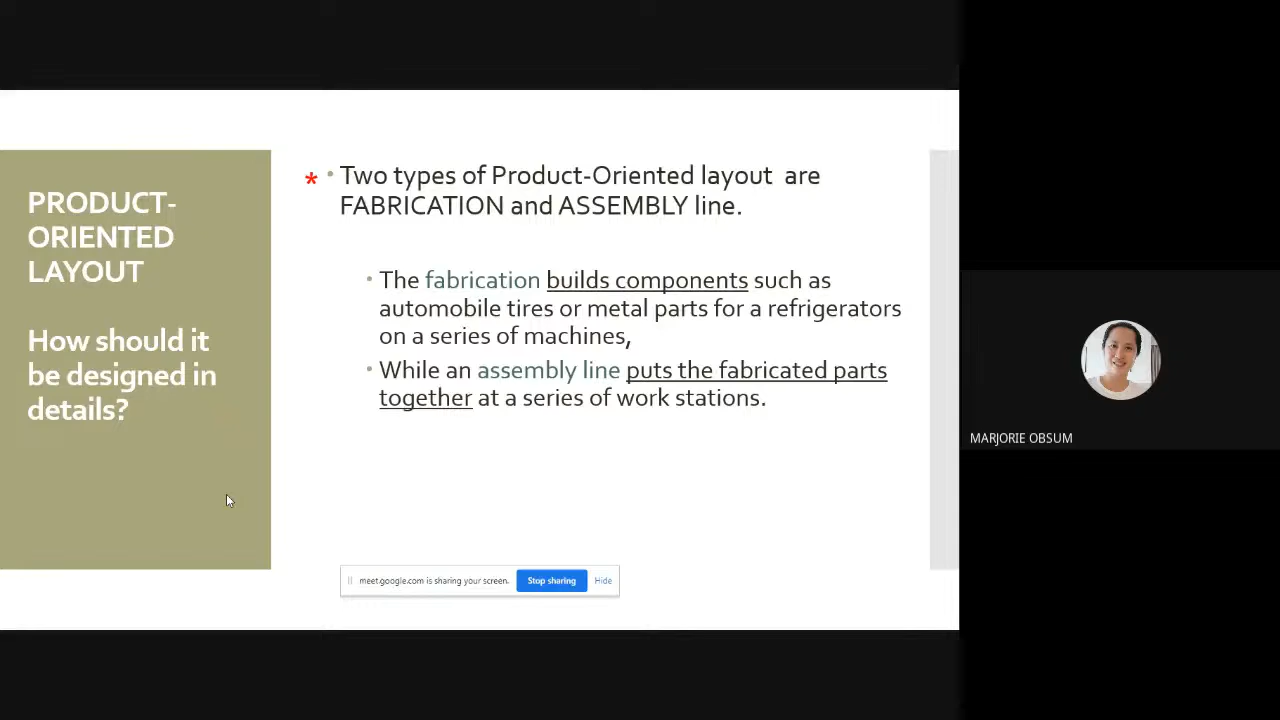 PRODUCT-
ORIENTED
LAYOUT
How should it
be designed in
details?
* • Two types of Product-Oriented layout are
FABRICATION and ASSEMBLY line.
• The fabrication builds components such as
automobile tires or metal parts for a refrigerators
on a series of machines,
• While an assembly line puts the fabricated parts
together at a series of work stations.
meet.google.com is sharing your screen. Stop sharing Hide
MARJORIE OBSUM